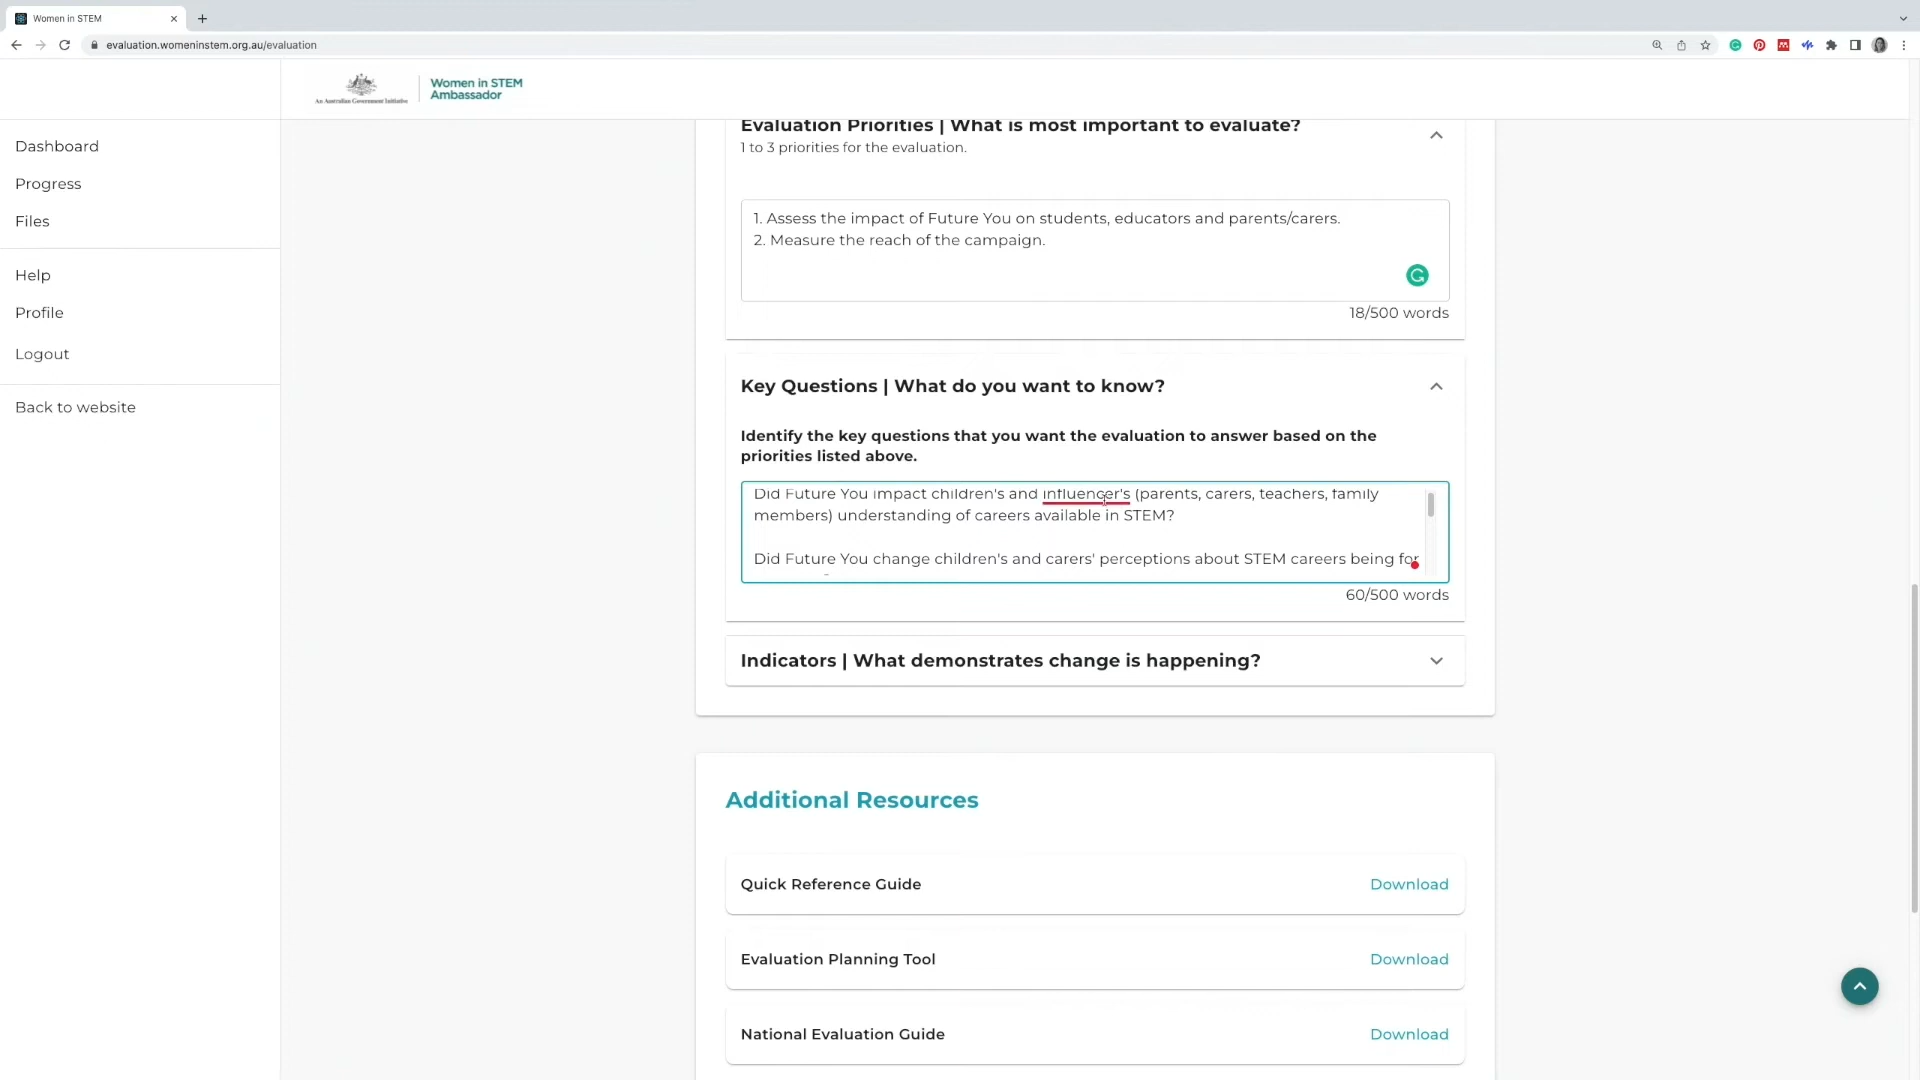 Women in STEM
evaluation.womeninstem.org.au/evaluation
An Australian Government Initiative
Women in STEM
Ambassador
Dashboard
Progress
Files
Help
Profile
Logout
Back to website
Evaluation Priorities | What is most important to evaluate?
1 to 3 priorities for the evaluation.
1. Assess the impact of Future You on students, educators and parents/carers.
2. Measure the reach of the campaign.
18/500 words
Key Questions | What do you want to know?
Identify the key questions that you want the evaluation to answer based on the
priorities listed above.
Did Future You impact children's and influencer's (parents, carers, teachers, family
members) understanding of careers available in STEM?
Did Future You change children's and carers' perceptions about STEM careers being for
60/500 words
Indicators | What demonstrates change is happening?
Additional Resources
Quick Reference Guide Download
Evaluation Planning Tool Download
National Evaluation Guide Download